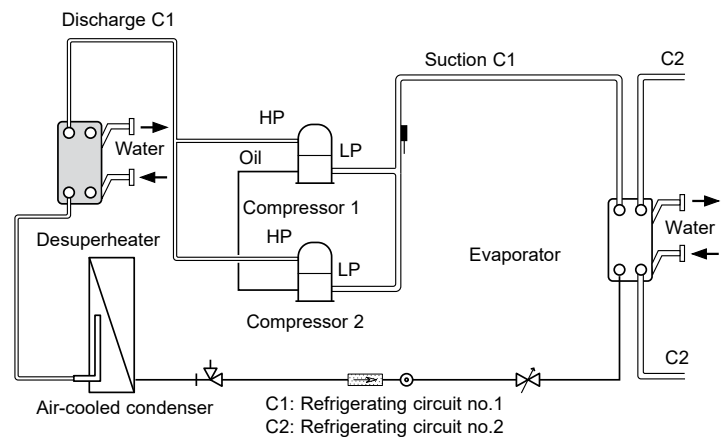 Discharge C1
Suction C1
C2
HP
Water
Oil
LP
Compressor 1
Desuperheater
HP
LP
Evaporator
Water
Compressor 2
C2
Air-cooled condenser
C1: Refrigerating circuit no.1
C2: Refrigerating circuit no.2